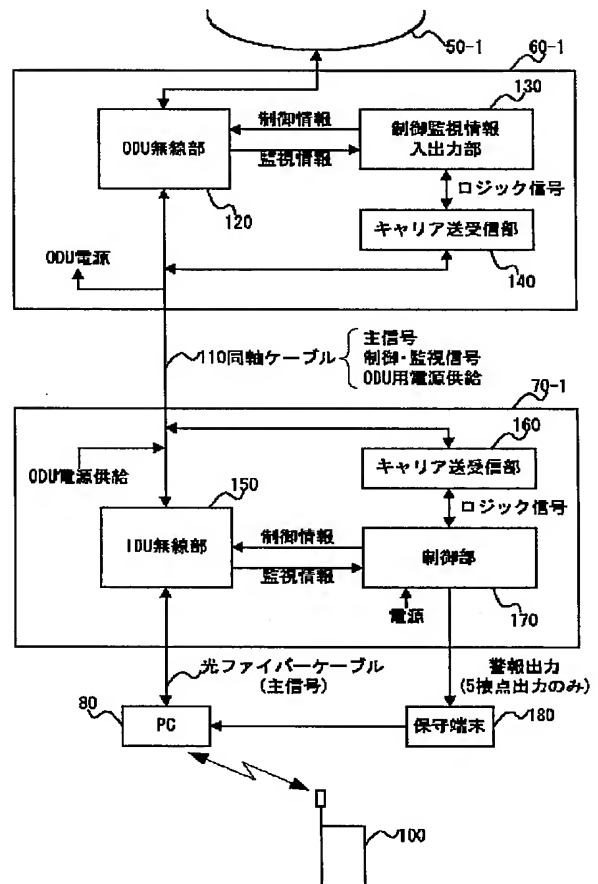 50-1
60-1
130
制御情報
制御監視情報
入出力部
ODU無線部
監視情報
ロジック信号
120
キャリア送受信部
ODU電源
140
110同軸ケーブル
主信号
制御・監視信号
ODU用電源供給
70-1
160
ODU電源供給
キャリア送受信部
150
ロジック信号
IDU無線部
制御情報
制御部
監視情報
電源
170
光ファイバーケーブル
(主信号)
警報出力
(5接点出力のみ)
80
PC
保守端末
180
100